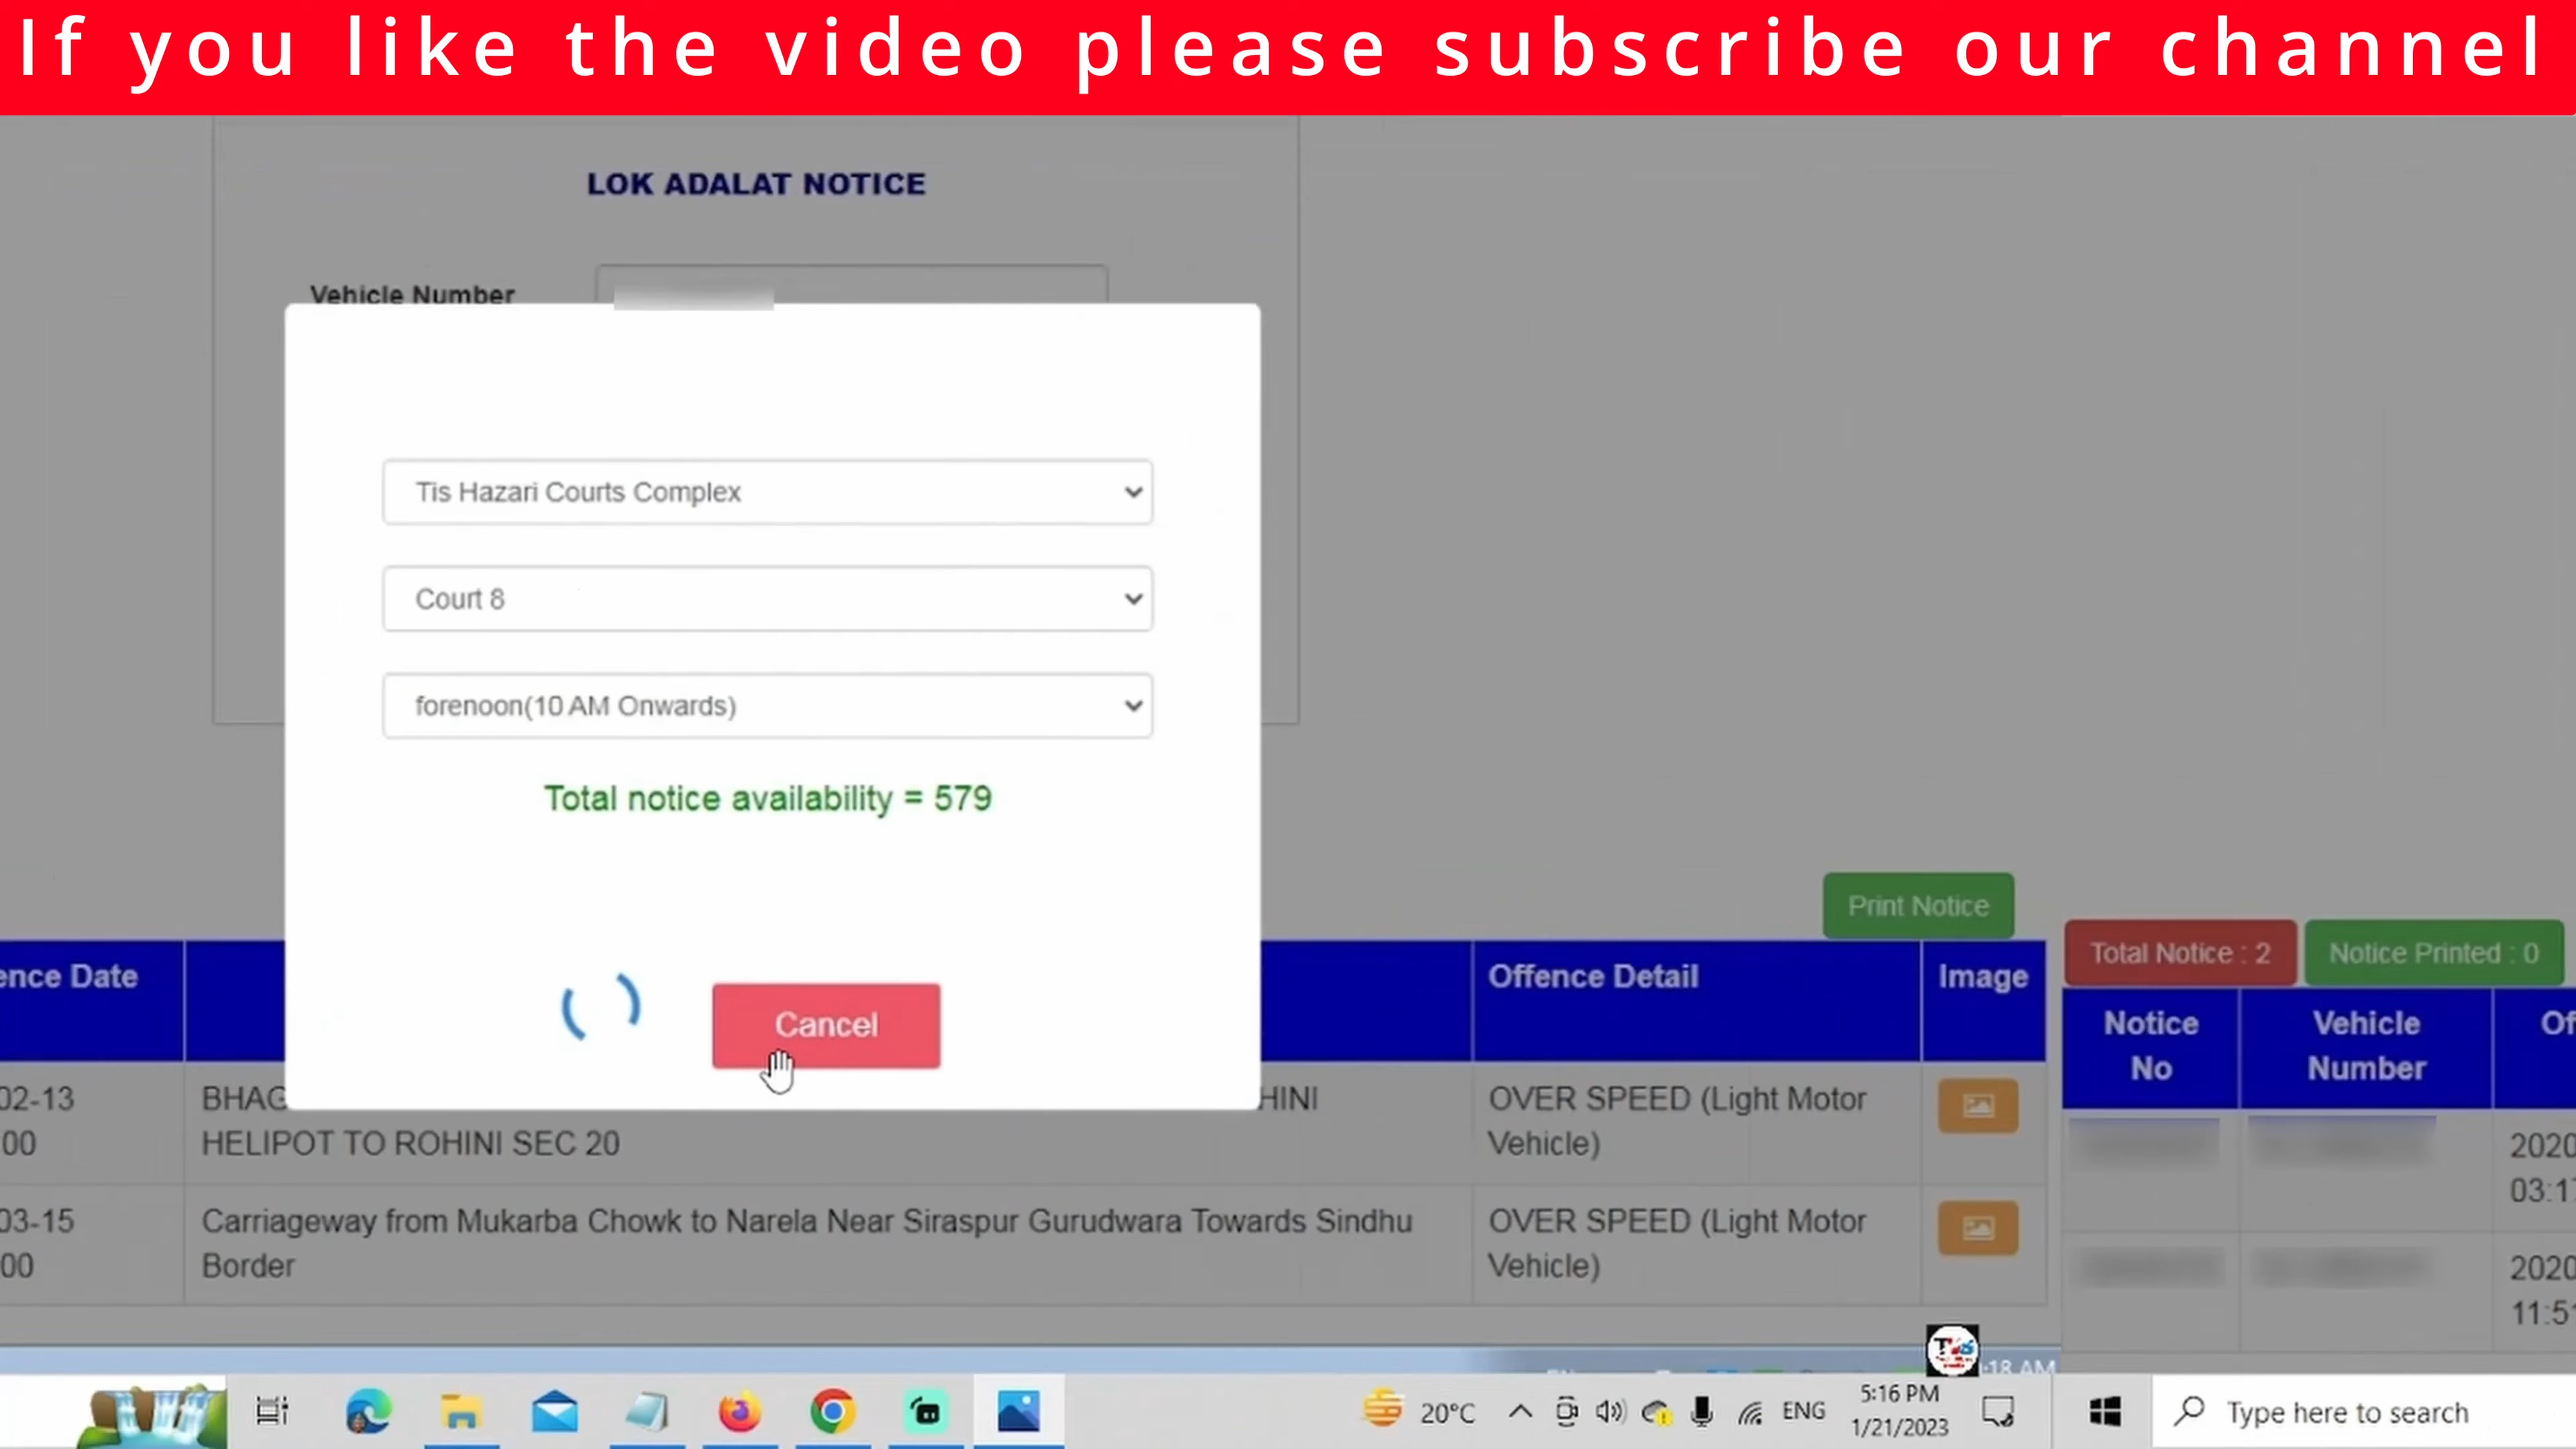 If you like the video please subscribe our channel
LOK ADALAT NOTICE
Vehicle Number
Tis Hazari Courts Complex
Court 8
forenoon(10 AM Onwards)
Total notice availability = 579
Cancel
Print Notice
Total Notice : 2
Notice Printed : 0
ence Date
Offence Detail
Image
Notice
No
Vehicle
Number
Of
02-13
00
BHAG
HINI
HELIPOT TO ROHINI SEC 20
OVER SPEED (Light Motor
Vehicle)
2020
03:17
03-15
00
Carriageway from Mukarba Chowk to Narela Near Siraspur Gurudwara Towards Sindhu
Border
OVER SPEED (Light Motor
Vehicle)
2020
11:51
:18 AM
20°C
ENG
5:16 PM
1/21/2023
Type here to search